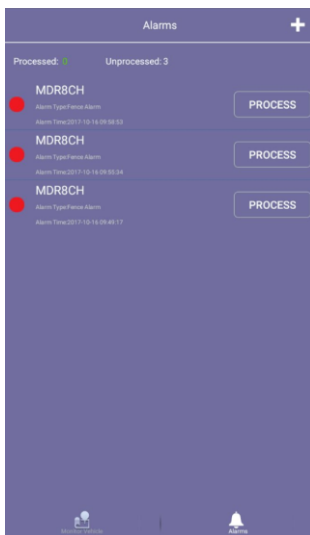 Alarms
Processed: 0 Unprocessed: 3
MDR8CH
Alarm Type:Fence Alarm
Alarm Time:2017-10-16 09:58:53
PROCESS
MDR8CH
Alarm Type:Fence Alarm
Alarm Time:2017-10-16 09:55:34
PROCESS
MDR8CH
Alarm Type:Fence Alarm
Alarm Time:2017-10-16 09:49:17
PROCESS
Monitor Vehicle
Alarms